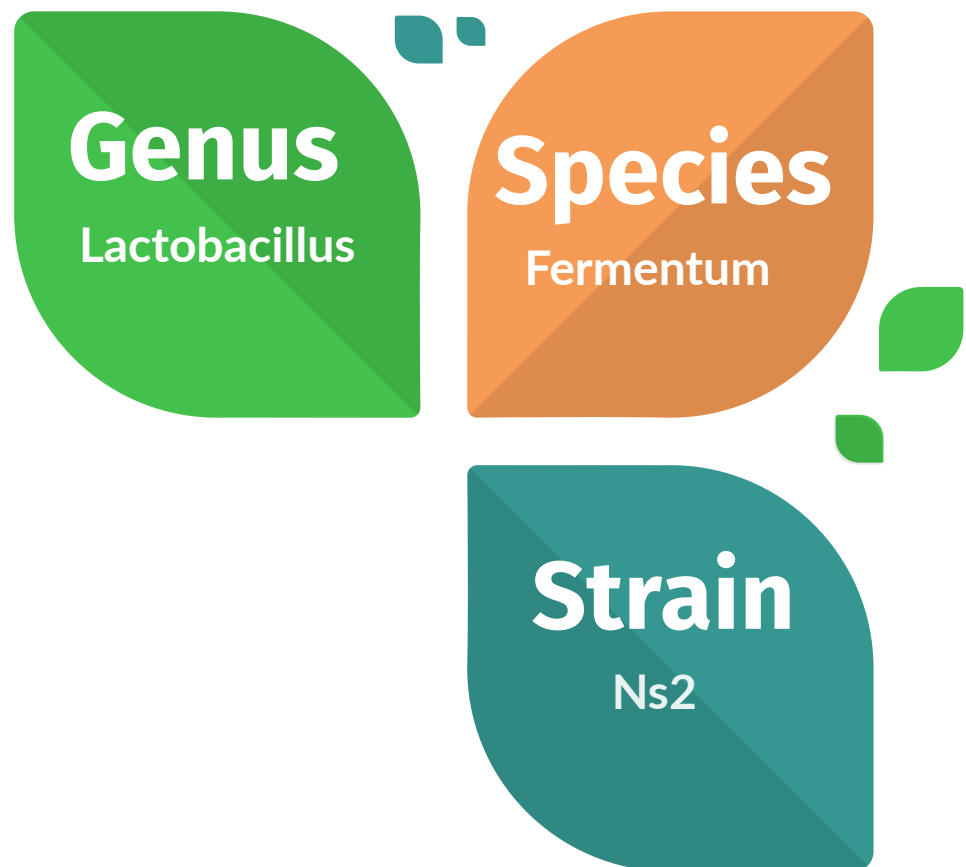 Genus
Lactobacillus
Species
Fermentum
Strain
Ns2